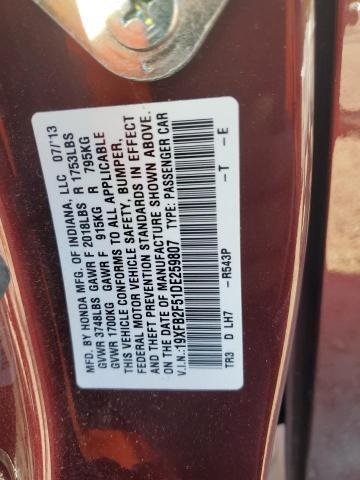 MFD. BY HONDA MFG. OF INDIANA, LLC 07/'13
GVWR 3748LBS GAWR F 2018LBS R 1753LBS
GVWR 1700KG GAWR F 915KG R 795KG
THIS VEHICLE CONFORMS TO ALL APPLICABLE
FEDERAL MOTOR VEHICLE SAFETY, BUMPER,
AND THEFT PREVENTION STANDARDS IN EFFECT
ON THE DATE OF MANUFACTURE SHOWN ABOVE.
V.I.N.:19XFB2F51DE259807 TYPE: PASSENGER CAR
TR3 D LH7 -R543P -T -E